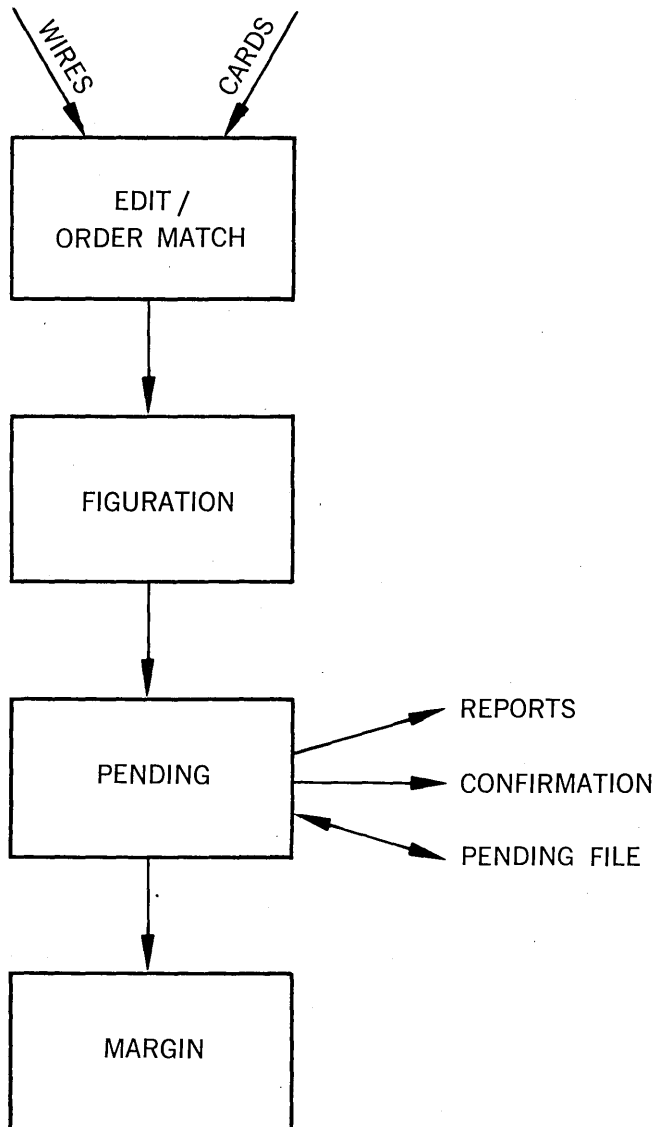 WIRES
CARDS
EDIT /
ORDER MATCH
FIGURATION
PENDING
REPORTS
CONFIRMATION
PENDING FILE
MARGIN